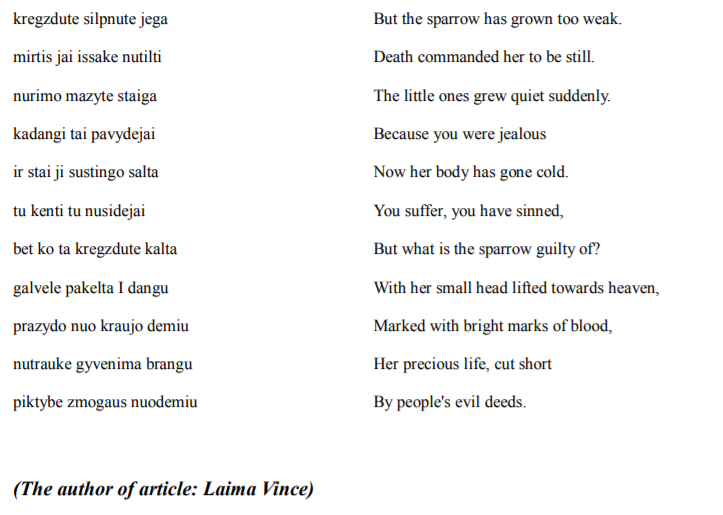 kregzdute silpnute jega But the sparrow has grown too weak.
mirtis jai issake nutilti Death commanded her to be still.
nurimo mazyte staiga The little ones grew quiet suddenly.
kadangi tai pavydejai Because you were jealous
ir stai ji sustingo salta Now her body has gone cold.
tu kenti tu nusidejai You suffer, you have sinned,
bet ko ta kregzdute kalta But what is the sparrow guilty of?
galvele pakelta I dangu With her small head lifted towards heaven,
prazydo nuo kraujo demiu Marked with bright marks of blood,
nutrauke gyvenima brangu Her precious life, cut short
piktybe zmogaus nuodemiu By people's evil deeds.
(The author of article: Laima Vince)